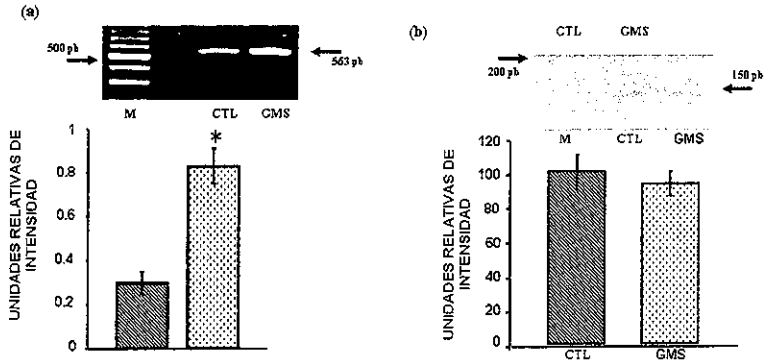 (a)
500 pb
563 pb
M CTL GMS
UNIDADES RELATIVAS DE
INTENSIDAD
1
0.8
0.6
0.4
0.2
0
*
(b)
CTL GMS
200 pb
150 pb
M CTL GMS
UNIDADES RELATIVAS DE
INTENSIDAD
120
100
80
60
40
20
0
CTL GMS